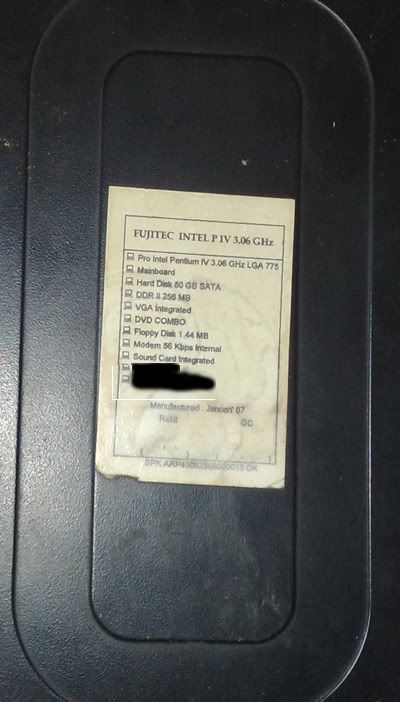 FUJITEC INTEL P IV 3.06 GHz
Pro Intel Pentium IV 3.06 GHz LGA 775
Mainboard
Hard Disk 80 GB SATA
DDR II 256 MB
VGA Integrated
DVD COMBO
Floppy Disk 1.44 MB
Modem 56 Kbps Internal
Sound Card Integrated
Manufactured : Januari' 07
Rakit QC